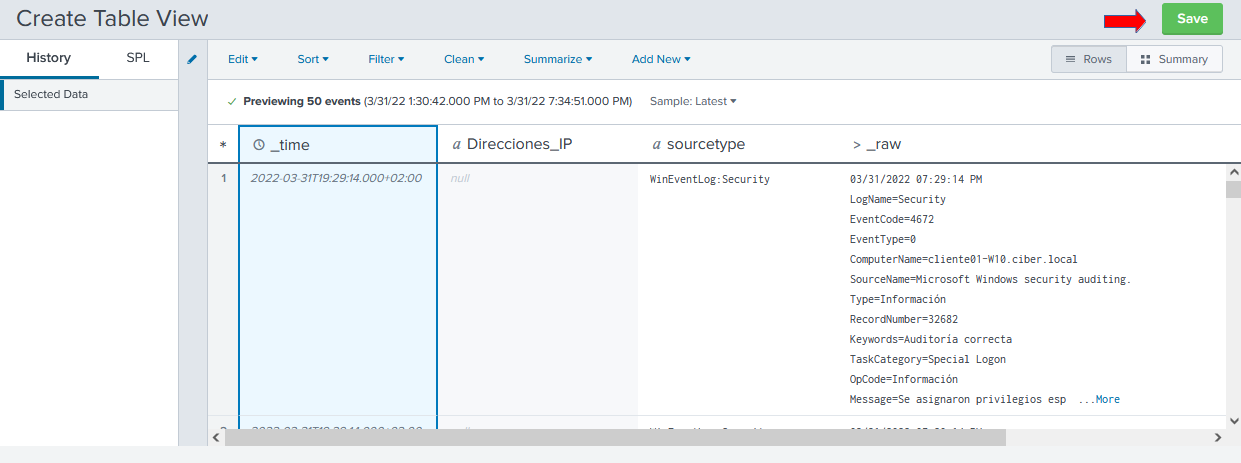 Create Table View
Save
History SPL
Edit Sort Filter Clean Summarize Add New Rows Summary
Selected Data
Previewing 50 events (3/31/22 1:30:42.000 PM to 3/31/22 7:34:51.000 PM) Sample: Latest
* _time a Direcciones_IP a sourcetype > _raw
1 2022-03-31T19:29:14.000+02:00 null WinEventLog:Security 03/31/2022 07:29:14 PM
LogName=Security
EventCode=4672
EventType=0
ComputerName=cliente01-W10.ciber.local
SourceName=Microsoft Windows security auditing.
Type=Información
RecordNumber=32682
Keywords=Auditoría correcta
TaskCategory=Special Logon
OpCode=Información
Message=Se asignaron privilegios esp ...More